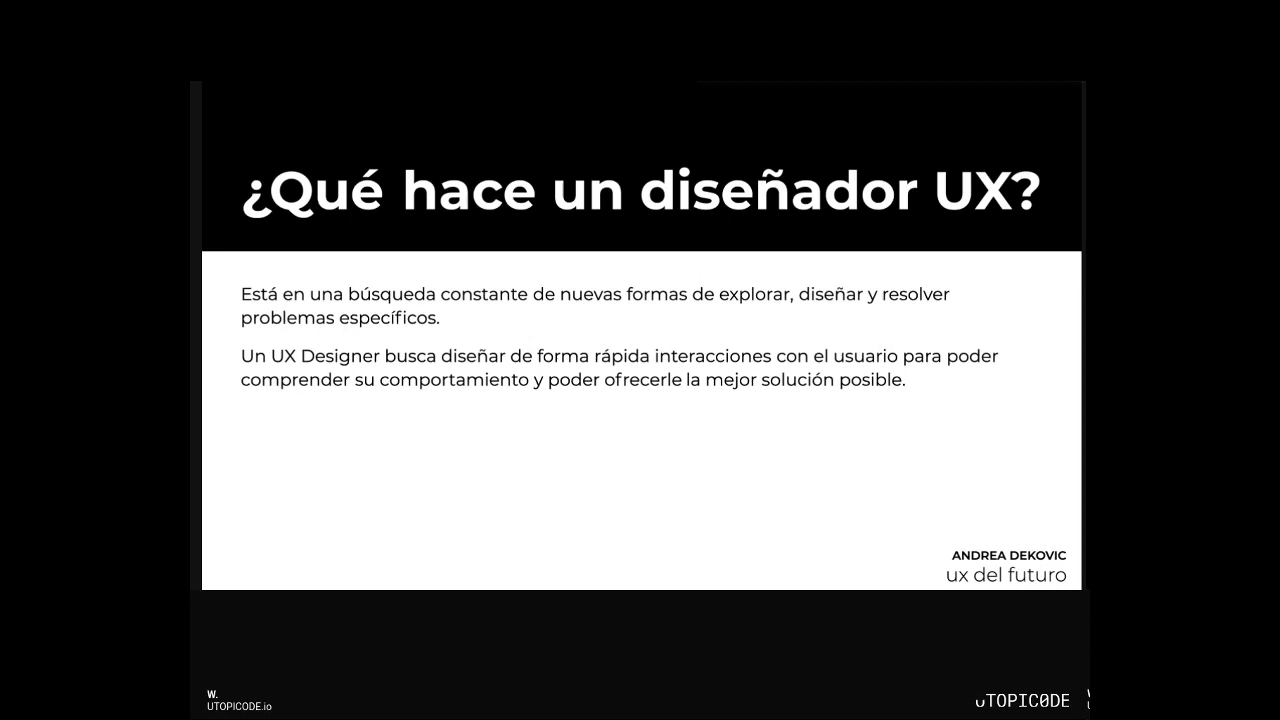 ¿Qué hace un diseñador UX?
Está en una búsqueda constante de nuevas formas de explorar, diseñar y resolver
problemas específicos.
Un UX Designer busca diseñar de forma rápida interacciones con el usuario para poder
comprender su comportamiento y poder ofrecerle la mejor solución posible.
ANDREA DEKOVIC
ux del futuro
W.
UTOPICODE.io
UTOPIC0DE